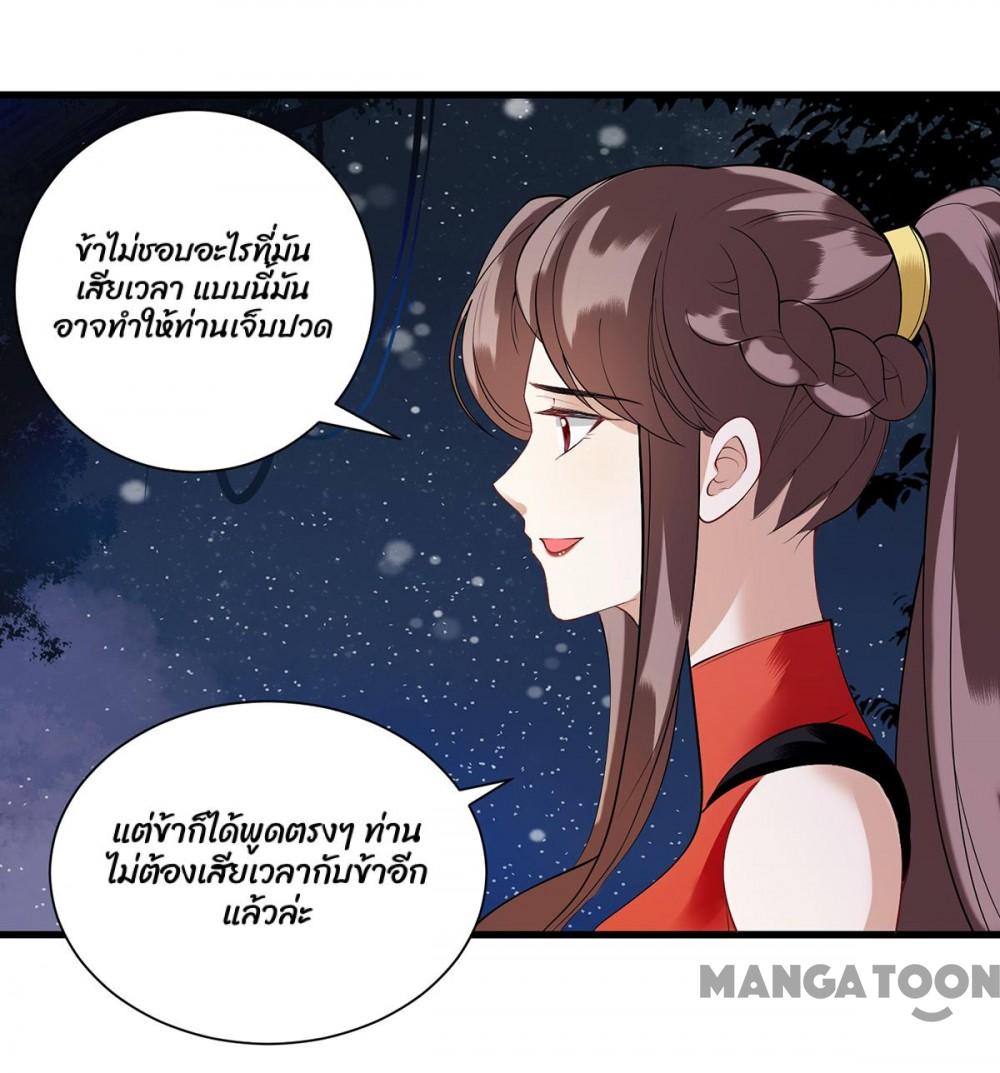 ข้าไม่ชอบอะไรที่มัน
เสียเวลา แบบนี้มัน
อาจทำให้ท่านเจ็บปวด
แต่ข้าก็ได้พูดตรงๆ ท่าน
ไม่ต้องเสียเวลากับข้าอีก
แล้วล่ะ
MANGATOON